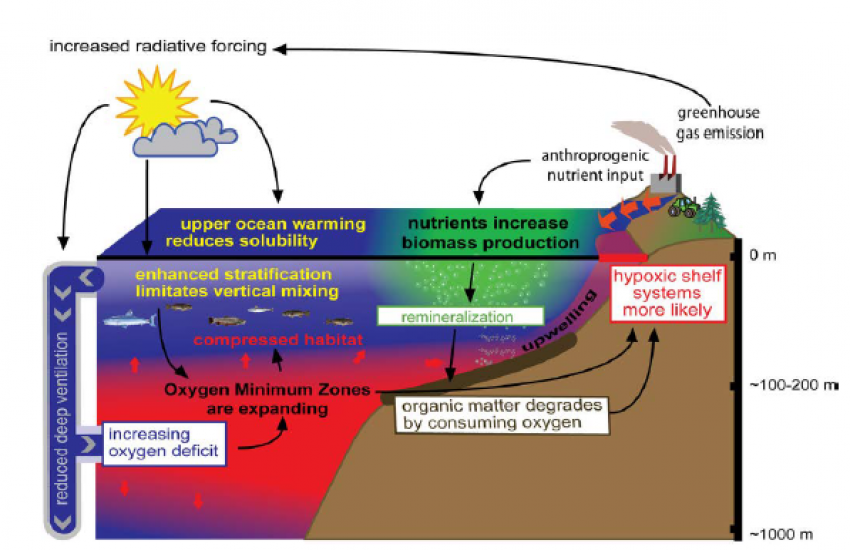 increased radiative forcing
greenhouse
gas emission
anthroprogenic
nutrient input
upper ocean warming
reduces solubility
nutrients increase
biomass production
0 m
enhanced stratification
limitates vertical mixing
hypoxic shelf
systems
more likely
remineralization
upwelling
compressed habitat
Oxygen Minimum Zones
are expanding
~100-200 m
organic matter degrades
by consuming oxygen
increasing
oxygen deficit
reduced deep ventilation
~1000 m